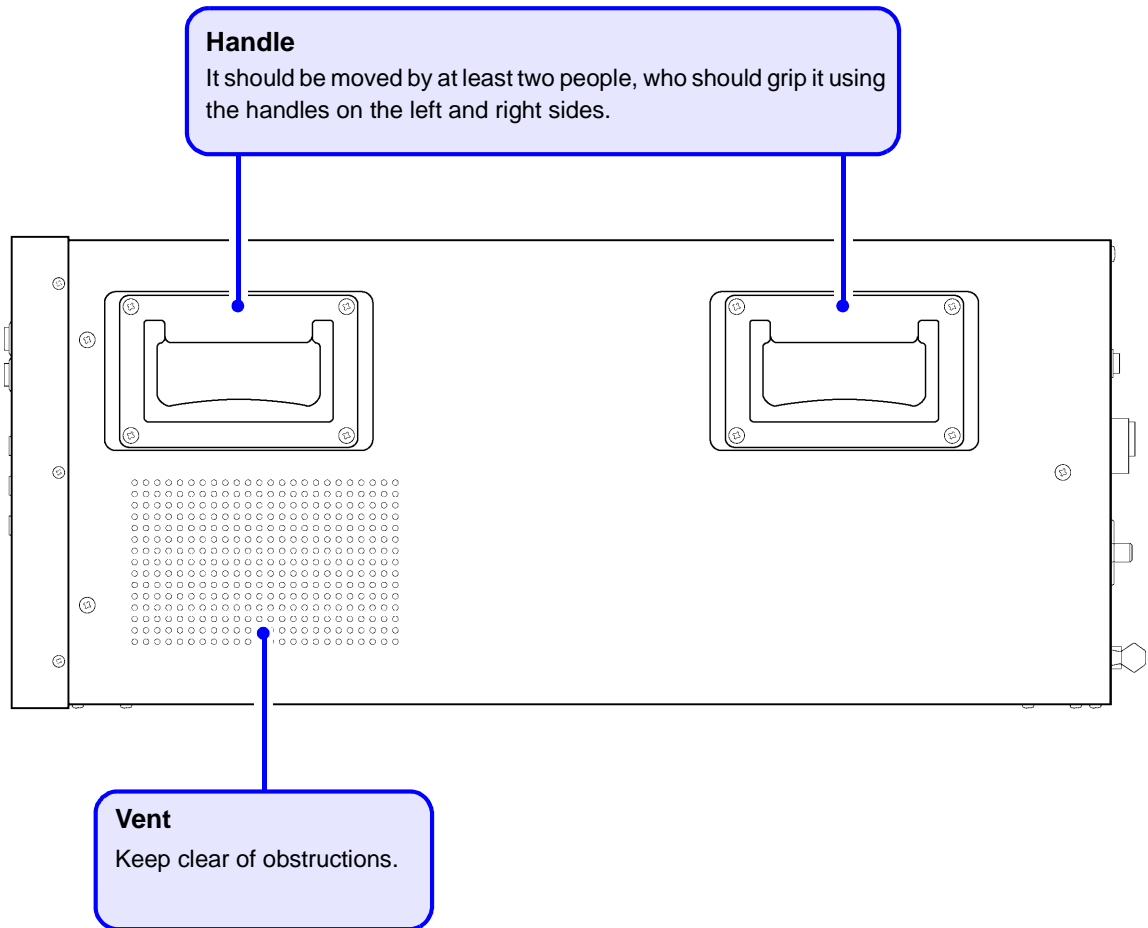 Handle
It should be moved by at least two people, who should grip it using
the handles on the left and right sides.
Vent
Keep clear of obstructions.